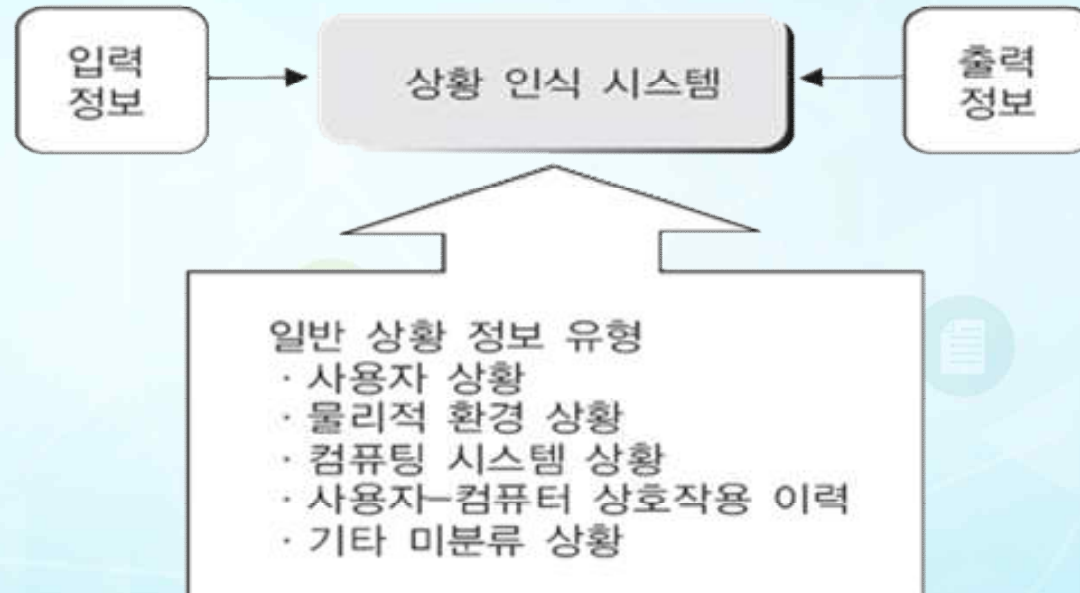 입력
정보
상황 인식 시스템
출력
정보
일반 상황 정보 유형
· 사용자 상황
· 물리적 환경 상황
· 컴퓨팅 시스템 상황
· 사용자-컴퓨터 상호작용 이력
· 기타 미분류 상황